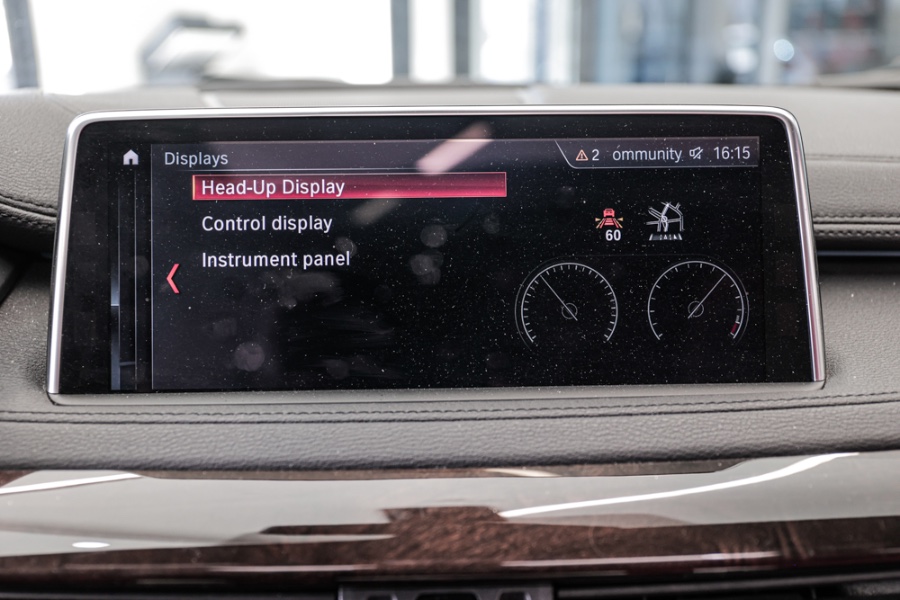 Displays
2 ommunity 16:15
Head-Up Display
Control display
Instrument panel
60